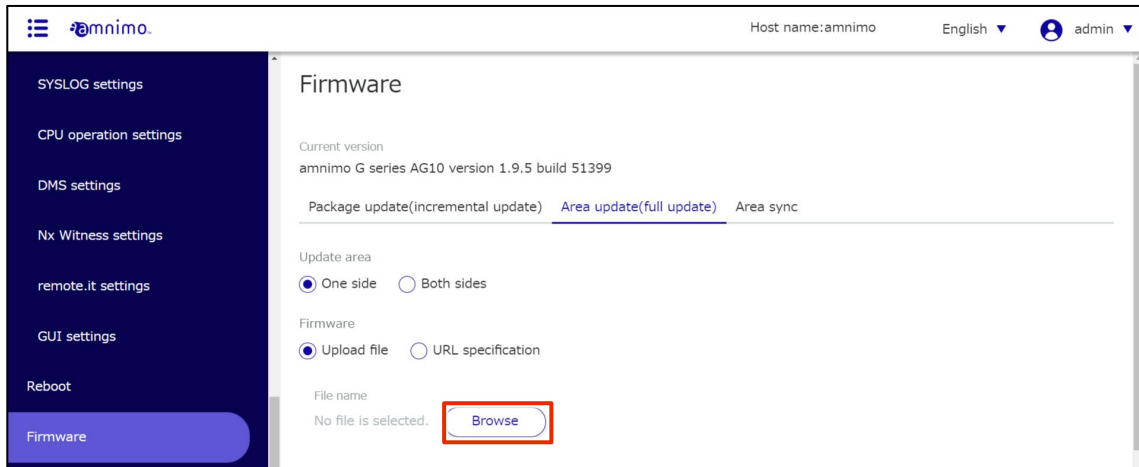 amnimo
Host name:amnimo
English ▼
admin ▼
SYSLOG settings
CPU operation settings
DMS settings
Nx Witness settings
remote.it settings
GUI settings
Reboot
Firmware
Firmware
Current version
amnimo G series AG10 version 1.9.5 build 51399
Package update(incremental update) Area update(full update) Area sync
Update area
One side Both sides
Firmware
Upload file URL specification
File name
No file is selected. Browse